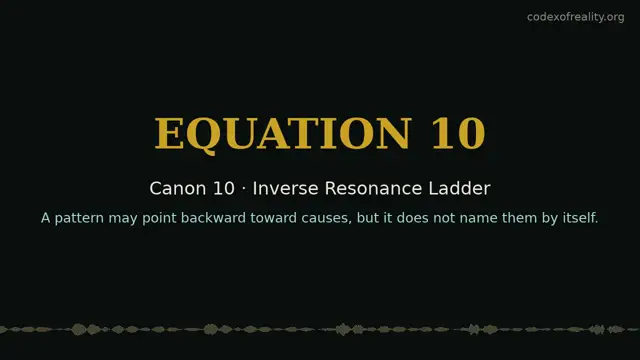 codexofreality.org
EQUATION 10
Canon 10 · Inverse Resonance Ladder
A pattern may point backward toward causes, but it does not name them by itself.